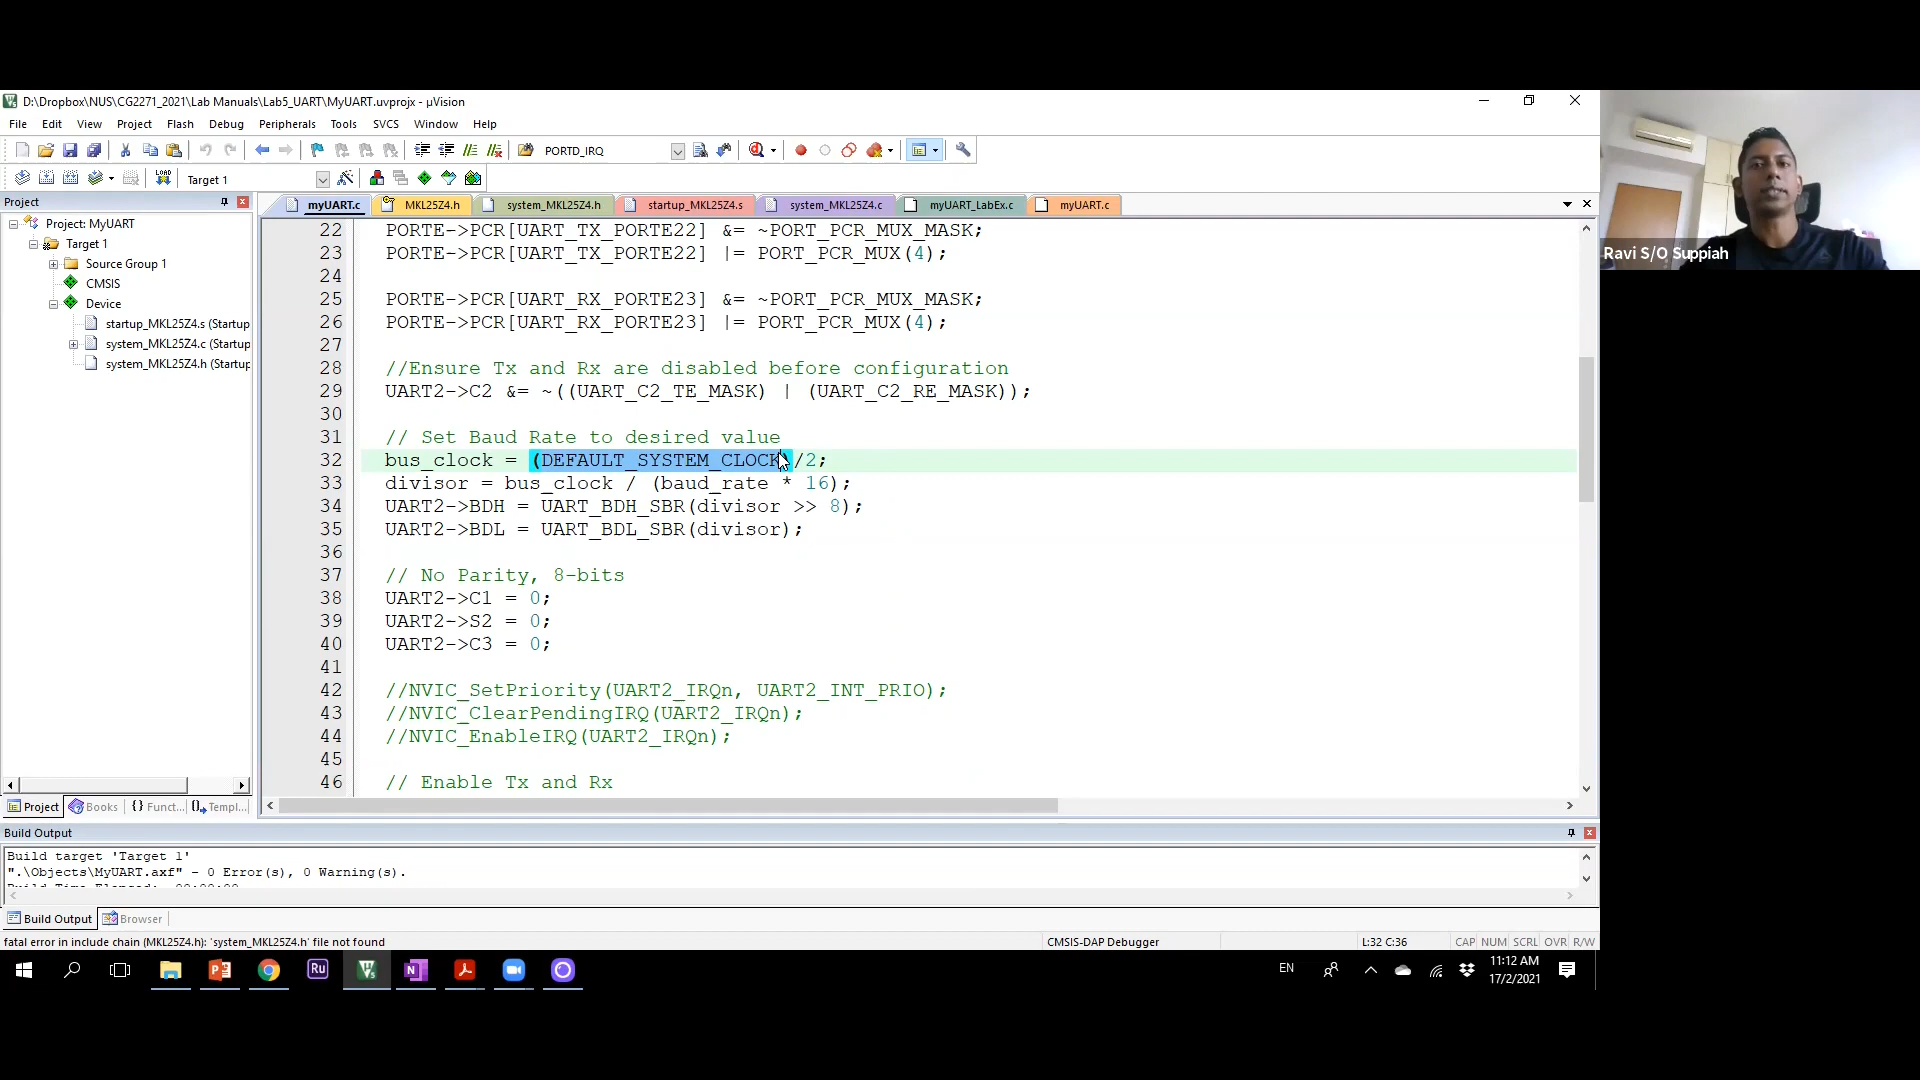 D:\Dropbox\NUS\CG2271_2021\Lab Manuals\Lab5_UART\MyUART.uvprojx - µVision
File Edit View Project Flash Debug Peripherals Tools SVCS Window Help
PORTD_IRQ
LOAD Target 1
Project
Project: MyUART
Target 1
Source Group 1
CMSIS
Device
startup_MKL25Z4.s (Startup
system_MKL25Z4.c (Startup
system_MKL25Z4.h (Startup
Project Books {} Funct... Templ...
myUART.c MKL25Z4.h system_MKL25Z4.h startup_MKL25Z4.s system_MKL25Z4.c myUART_LabEx.c myUART.c
22 PORTE->PCR[UART_TX_PORTE22] &= ~PORT_PCR_MUX_MASK;
23 PORTE->PCR[UART_TX_PORTE22] |= PORT_PCR_MUX(4);
24
25 PORTE->PCR[UART_RX_PORTE23] &= ~PORT_PCR_MUX_MASK;
26 PORTE->PCR[UART_RX_PORTE23] |= PORT_PCR_MUX(4);
27
28 //Ensure Tx and Rx are disabled before configuration
29 UART2->C2 &= ~((UART_C2_TE_MASK) | (UART_C2_RE_MASK));
30
31 // Set Baud Rate to desired value
32 bus_clock = (DEFAULT_SYSTEM_CLOCK)/2;
33 divisor = bus_clock / (baud_rate * 16);
34 UART2->BDH = UART_BDH_SBR(divisor >> 8);
35 UART2->BDL = UART_BDL_SBR(divisor);
36
37 // No Parity, 8-bits
38 UART2->C1 = 0;
39 UART2->S2 = 0;
40 UART2->C3 = 0;
41
42 //NVIC_SetPriority(UART2_IRQn, UART2_INT_PRIO);
43 //NVIC_ClearPendingIRQ(UART2_IRQn);
44 //NVIC_EnableIRQ(UART2_IRQn);
45
46 // Enable Tx and Rx
Build Output
Build target 'Target 1'
".\Objects\MyUART.axf" - 0 Error(s), 0 Warning(s).
Build Time Elapsed: 00:00:00
Build Output Browser
fatal error in include chain (MKL25Z4.h): 'system_MKL25Z4.h' file not found CMSIS-DAP Debugger L:32 C:36 CAP NUM SCRL OVR R/W
EN 11:12 AM
17/2/2021
Ravi S/O Suppiah